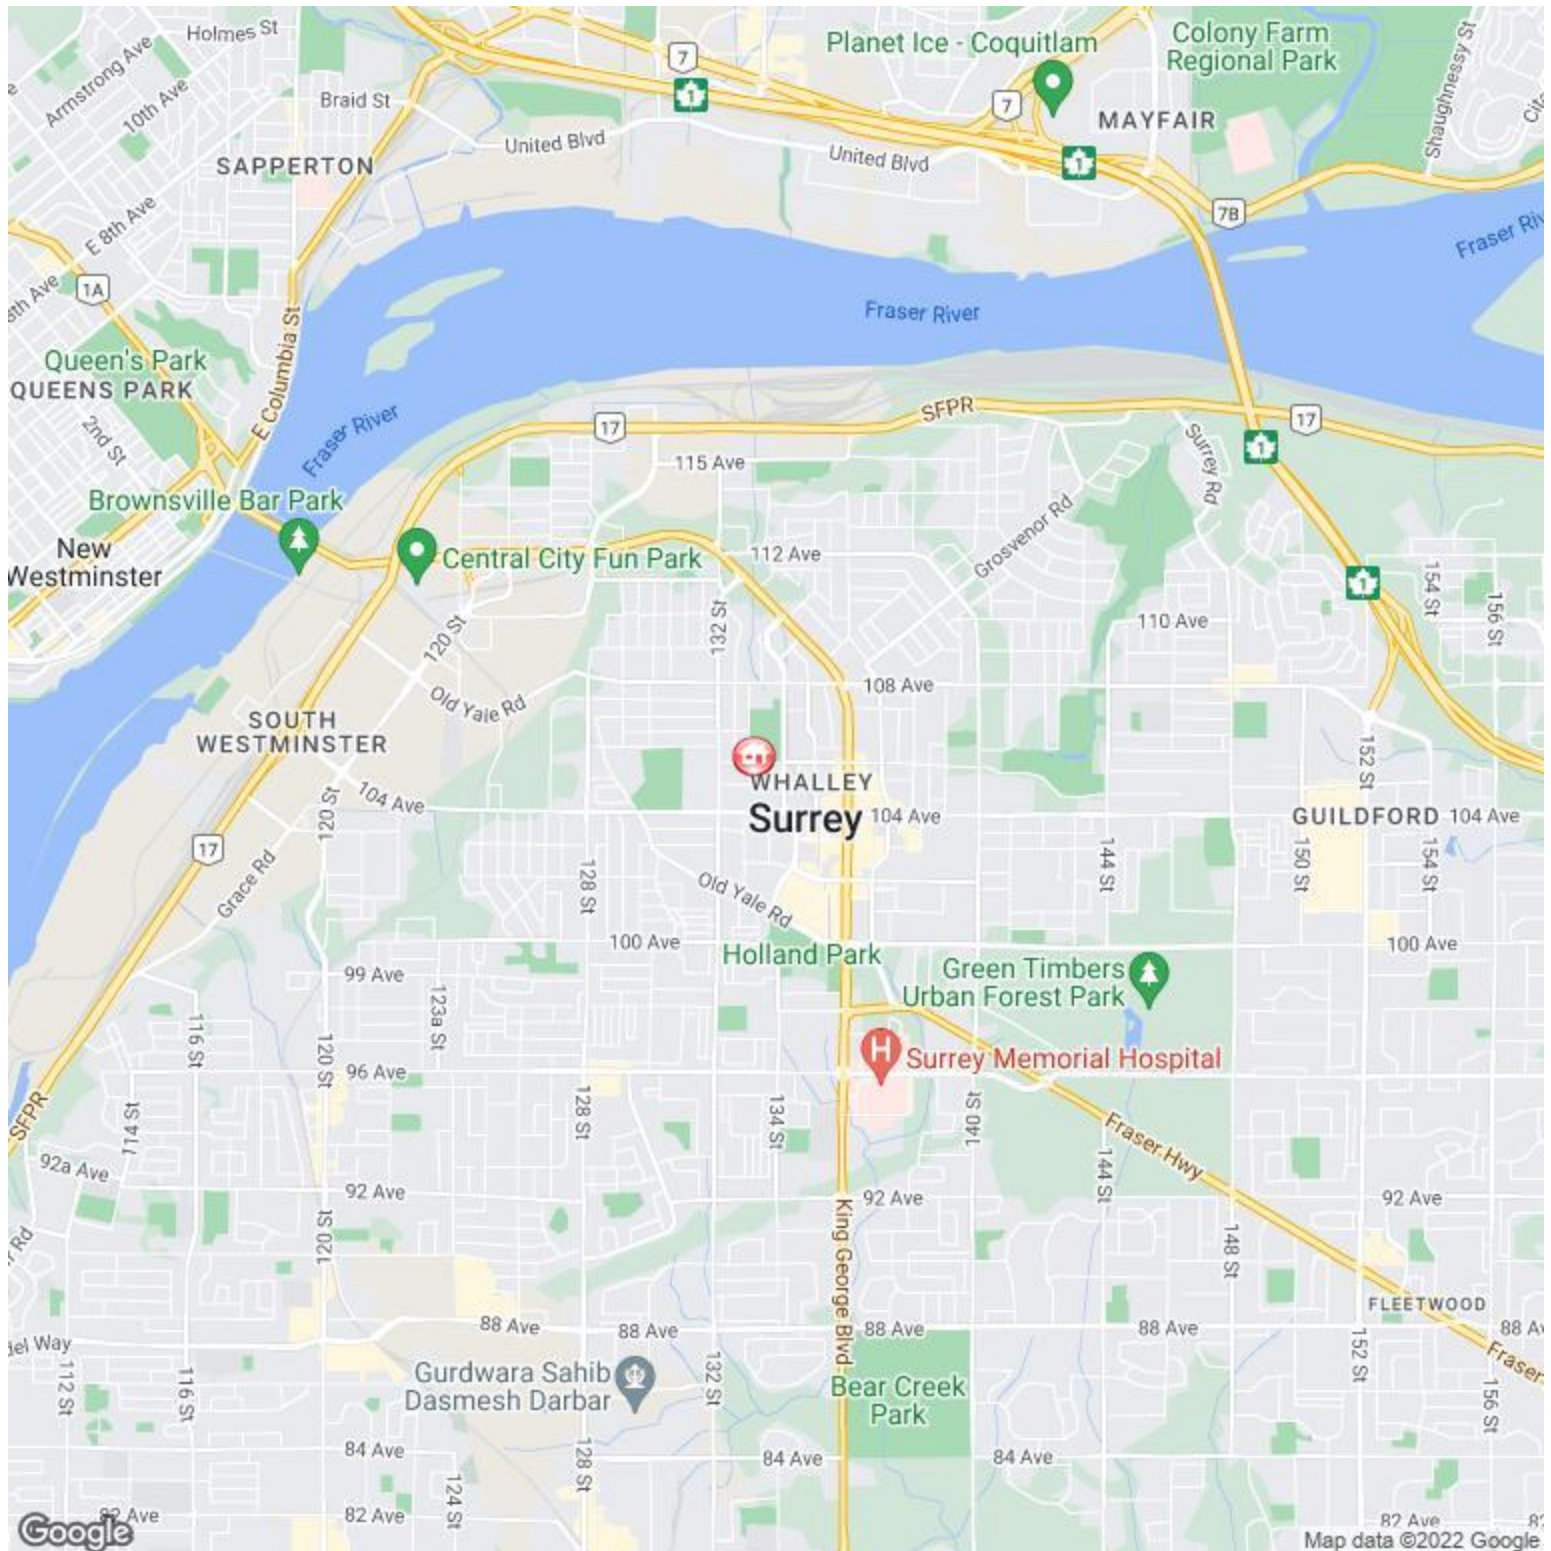 Holmes St
Armstrong Ave
10th Ave
Braid St
SAPPERTON
E 8th Ave
7
1
United Blvd
Planet Ice - Coquitlam
7
MAYFAIR
United Blvd
1
Colony Farm
Regional Park
Shaughnessy St
7B
Fraser River
Fraser
1A
Queen's Park
QUEENS PARK
2nd St
E Columbia St
Fraser River
17
SFPR
17
1
115 Ave
Surrey Rd
Brownsville Bar Park
New
Westminster
Central City Fun Park
112 Ave
Grosvenor Rd
1
154 St
156 St
132 St
110 Ave
120 St
Old Yale Rd
108 Ave
SOUTH
WESTMINSTER
WHALLEY
Surrey
104 Ave
104 Ave
152 St
GUILDFORD
104 Ave
120 St
17
Grace Rd
128 St
Old Yale Rd
144 St
150 St
154 St
100 Ave
Holland Park
100 Ave
99 Ave
Green Timbers
Urban Forest Park
123a St
116 St
120 St
96 Ave
Surrey Memorial Hospital
SFPR
114 St
128 St
134 St
140 St
Fraser Hwy
144 St
92a Ave
92 Ave
92 Ave
92 Ave
Rd
120 St
King George Blvd
148 St
FLEETWOOD
88 Ave
88 Ave
88 Ave
88 Ave
Way
Fraser
112 St
116 St
Gurdwara Sahib
Dasmesh Darbar
132 St
Bear Creek
Park
152 St
156 St
84 Ave
84 Ave
84 Ave
124 St
128 St
82 Ave
82 Ave
82 Ave
Google
Map data ©2022 Google